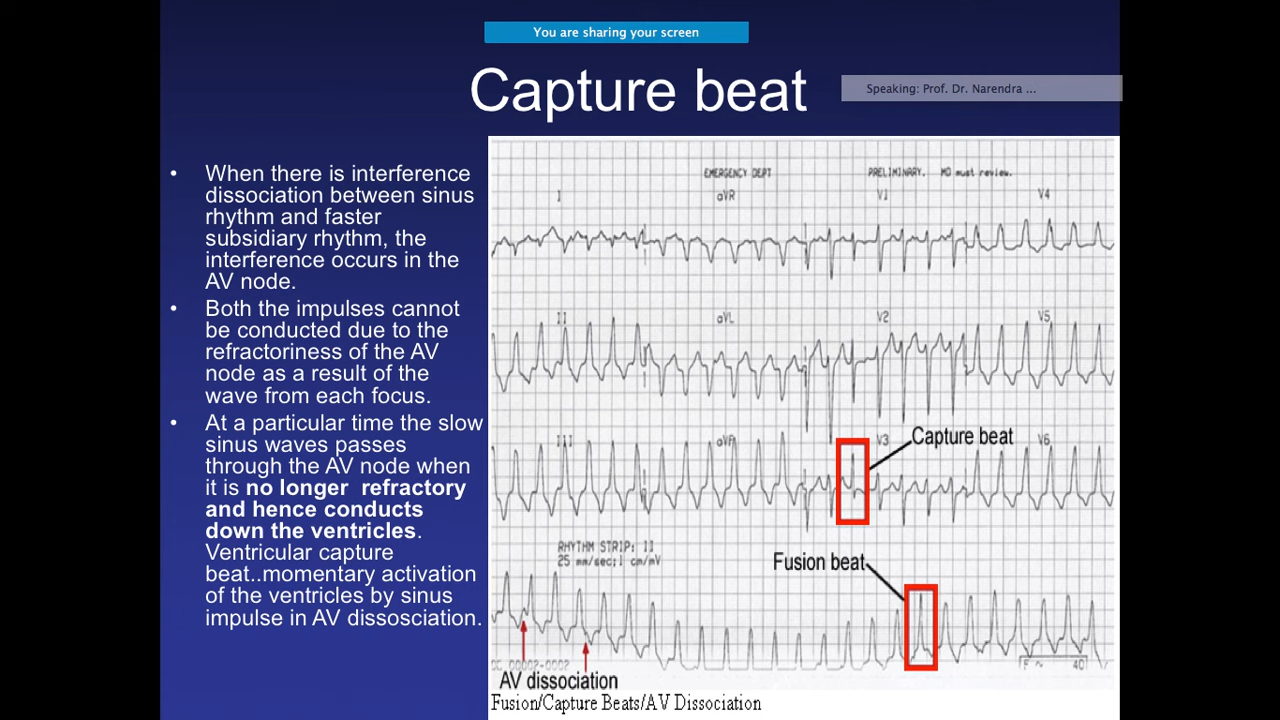 You are sharing your screen
Capture beat
Speaking: Prof. Dr. Narendra ...
• When there is interference
dissociation between sinus
rhythm and faster
subsidiary rhythm, the
interference occurs in the
AV node.
• Both the impulses cannot
be conducted due to the
refractoriness of the AV
node as a result of the
wave from each focus.
• At a particular time the slow
sinus waves passes
through the AV node when
it is no longer refractory
and hence conducts
down the ventricles.
Ventricular capture
beat..momentary activation
of the ventricles by sinus
impulse in AV dissosciation.
EMERGENCY DEPT
PRELIMINARY. MD must review.
I aVR V1 V4
II aVL V2 V5
Capture beat
III aVF V3 V6
RHYTHM STRIP: II
25 mm/sec;1 cm/mV
Fusion beat
F ~ 40
AV dissociation
Fusion/Capture Beats/AV Dissociation